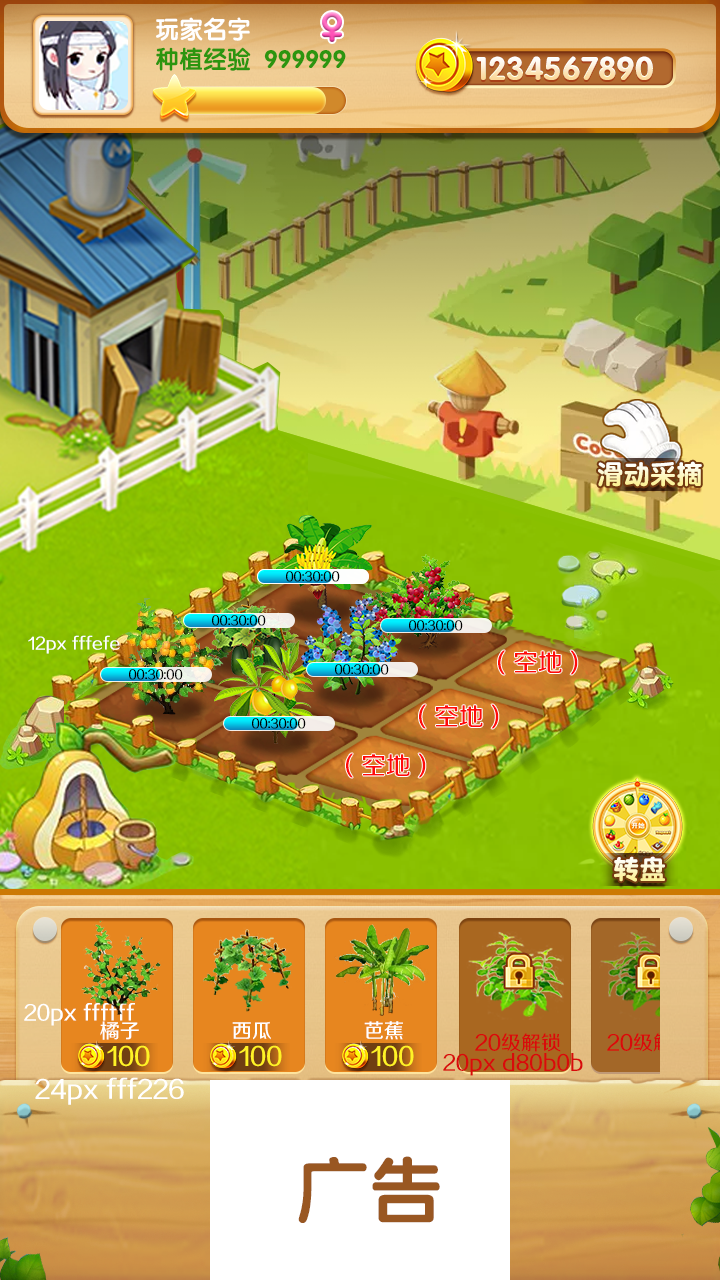 玩家名字
种植经验 999999
1234567890
滑动采摘
00:30:00
00:30:00
00:30:00
12px fffefe
00:30:00
00:30:00
00:30:00
（空地）
（空地）
（空地）
开始
转盘
20px ffffff
橘子
西瓜
芭蕉
100
100
100
20级解锁
20级解
20px d80b0b
24px fff226
广告